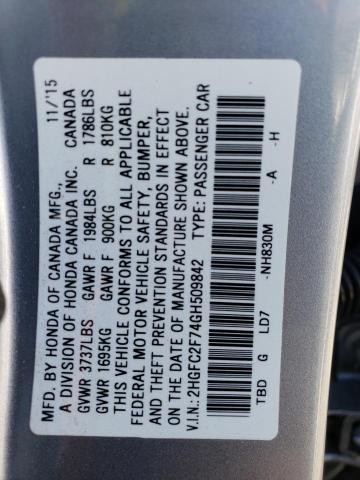 MFD. BY HONDA OF CANADA MFG., 11/'15
A DIVISION OF HONDA CANADA INC. CANADA
GVWR 3737LBS GAWR F 1984LBS R 1786LBS
GVWR 1695KG GAWR F 900KG R 810KG
THIS VEHICLE CONFORMS TO ALL APPLICABLE
FEDERAL MOTOR VEHICLE SAFETY, BUMPER,
AND THEFT PREVENTION STANDARDS IN EFFECT
ON THE DATE OF MANUFACTURE SHOWN ABOVE.
V.I.N.: 2HGFC2F74GH509842 TYPE: PASSENGER CAR
TBD G LD7 -NH830M -A -H